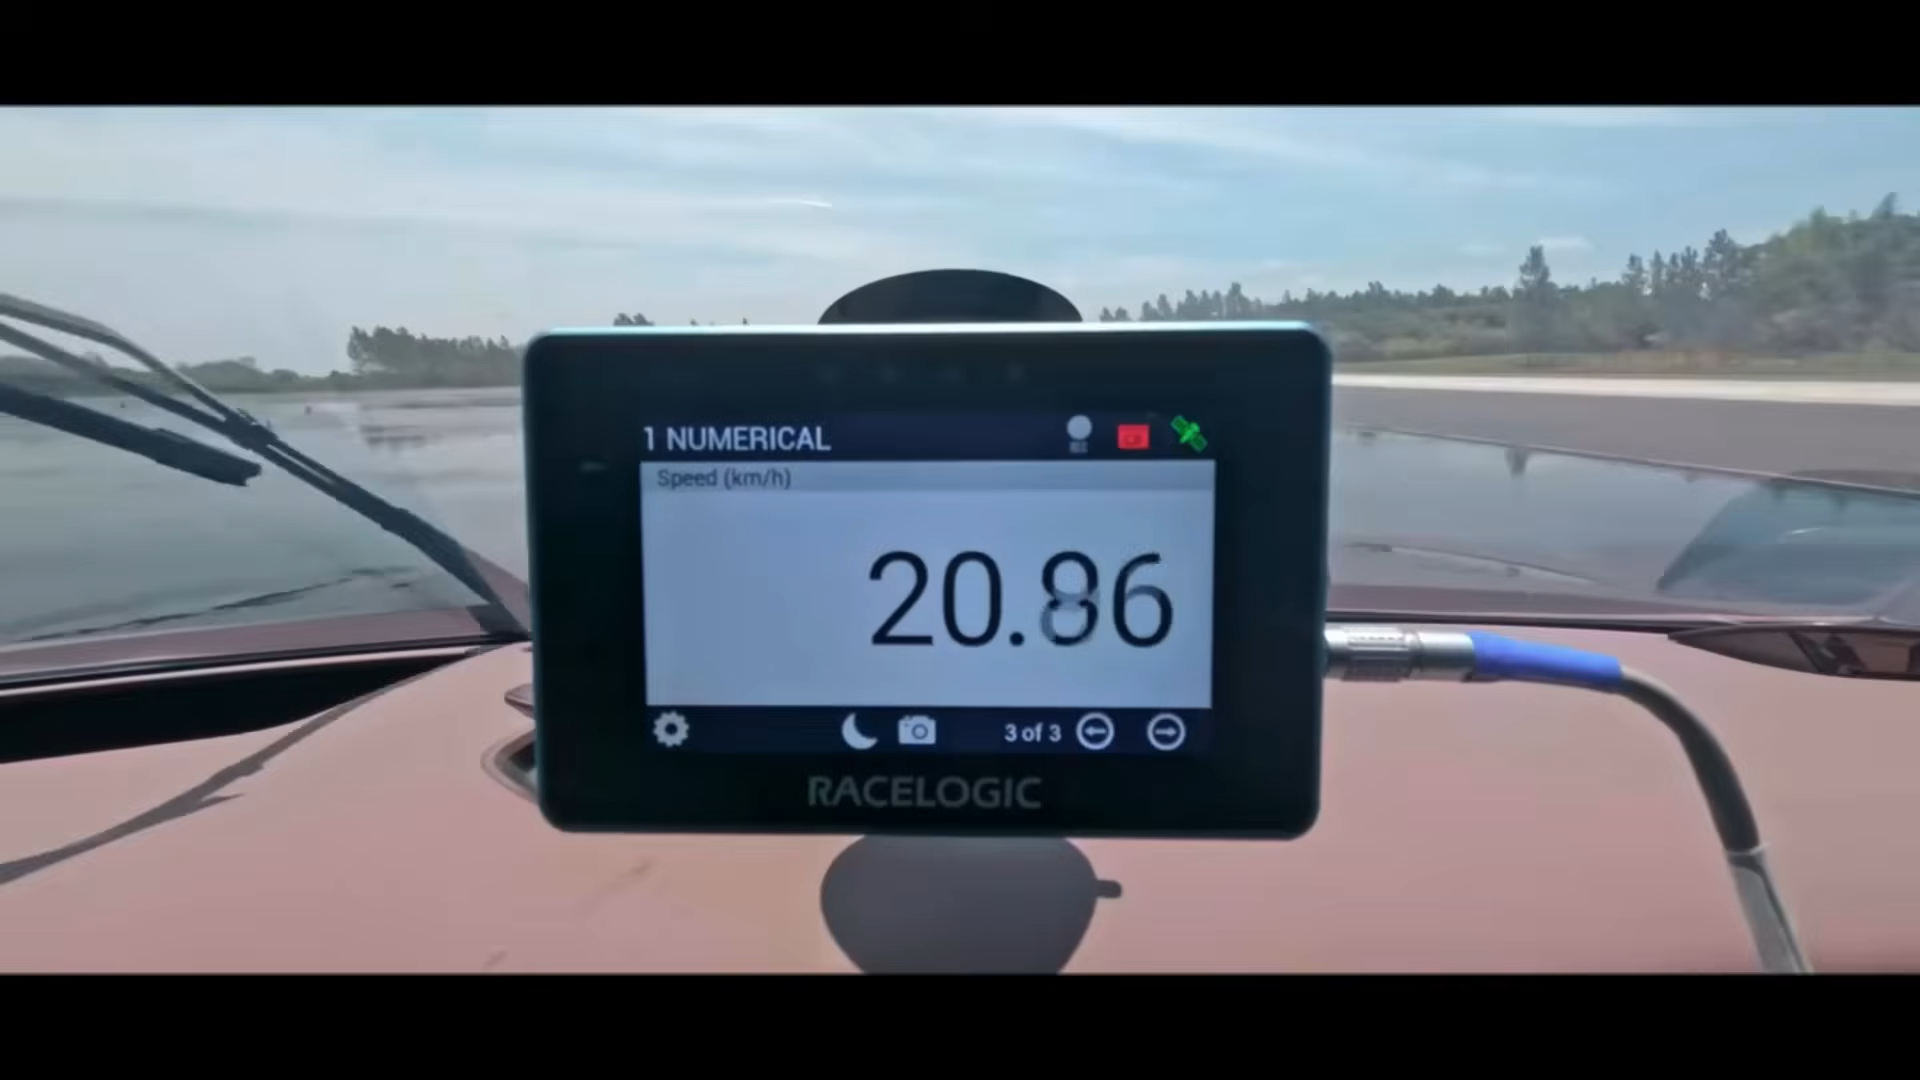 1 NUMERICAL
Speed (km/h)
20.86
3 of 3
RACELOGIC